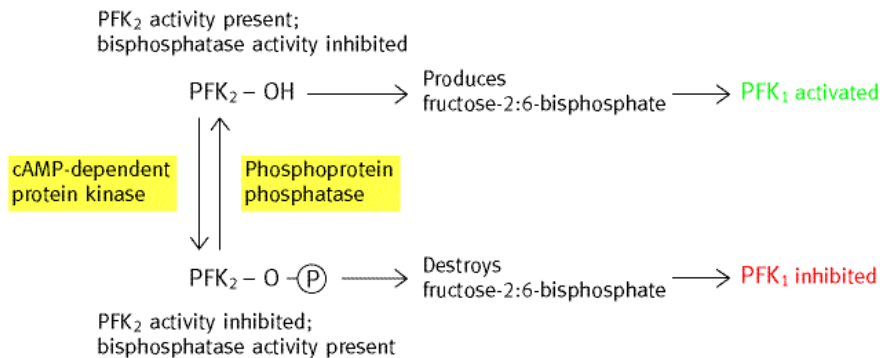 PFK₂ activity present;
bisphosphatase activity inhibited
PFK₂ – OH
Produces
fructose-2:6-bisphosphate
PFK₁ activated
cAMP-dependent
protein kinase
Phosphoprotein
phosphatase
PFK₂ – O – P
Destroys
fructose-2:6-bisphosphate
PFK₁ inhibited
PFK₂ activity inhibited;
bisphosphatase activity present